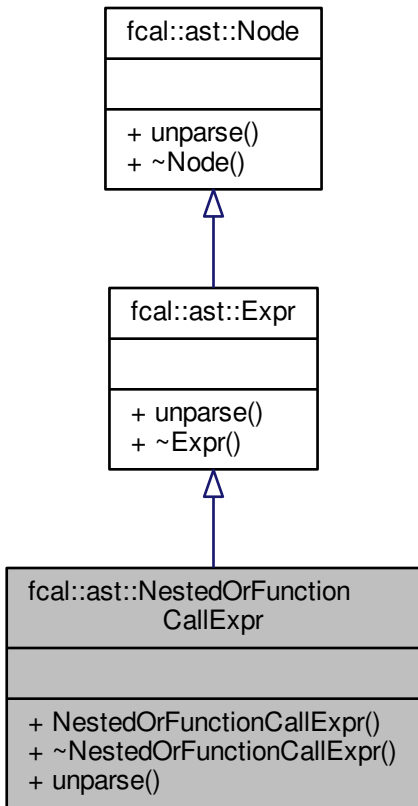 fcal::ast::Node
+ unparse()
+ ~Node()
fcal::ast::Expr
+ unparse()
+ ~Expr()
fcal::ast::NestedOrFunction
CallExpr
+ NestedOrFunctionCallExpr()
+ ~NestedOrFunctionCallExpr()
+ unparse()